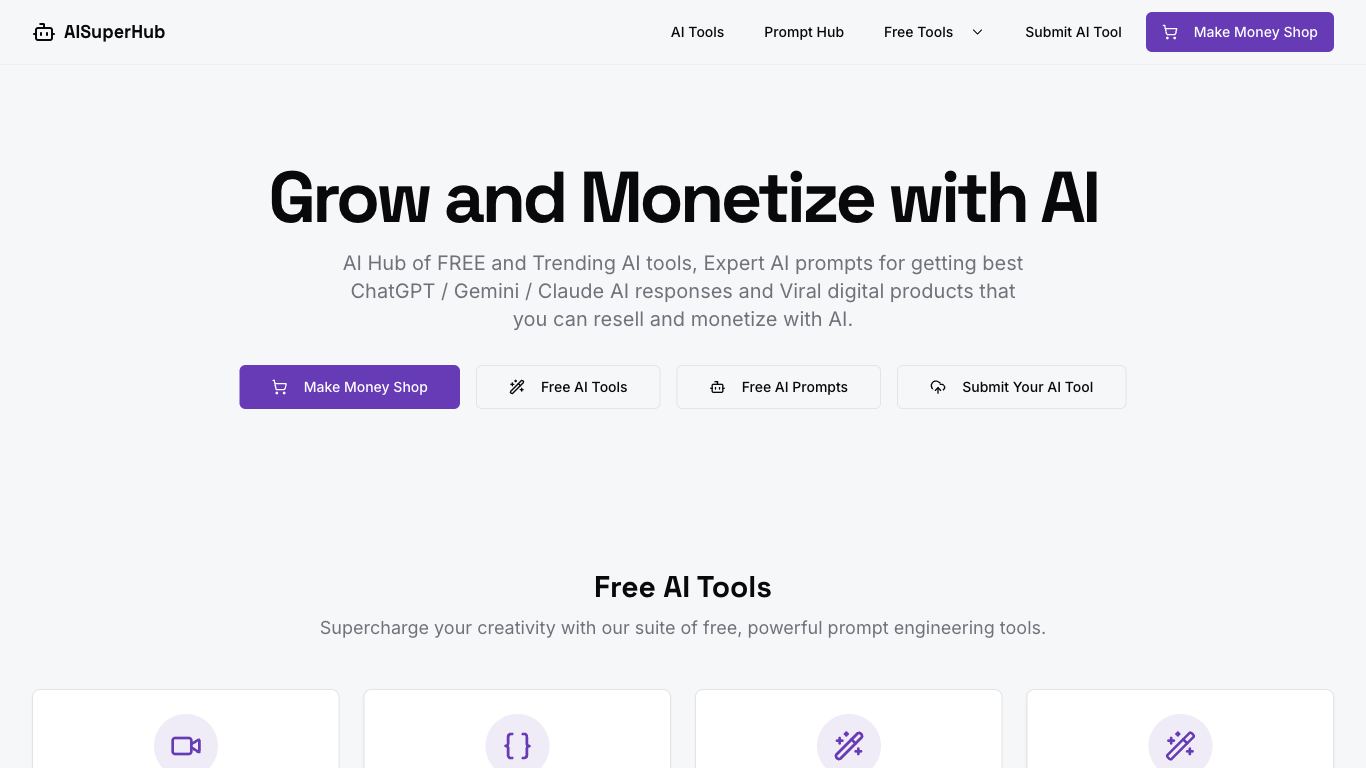 AISuperHub
AI Tools
Prompt Hub
Free Tools
Submit AI Tool
Make Money Shop
Grow and Monetize with AI
AI Hub of FREE and Trending AI tools, Expert AI prompts for getting best
ChatGPT / Gemini / Claude AI responses and Viral digital products that
you can resell and monetize with AI.
Make Money Shop
Free AI Tools
Free AI Prompts
Submit Your AI Tool
Free AI Tools
Supercharge your creativity with our suite of free, powerful prompt engineering tools.